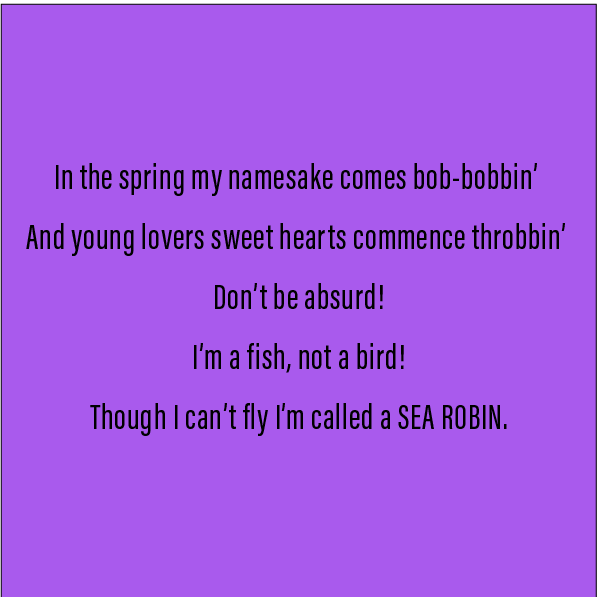 In the spring my namesake comes bob-bobbin’
And young lovers sweet hearts commence throbbin’
Don’t be absurd!
I’m a fish, not a bird!
Though I can’t fly I’m called a SEA ROBIN.